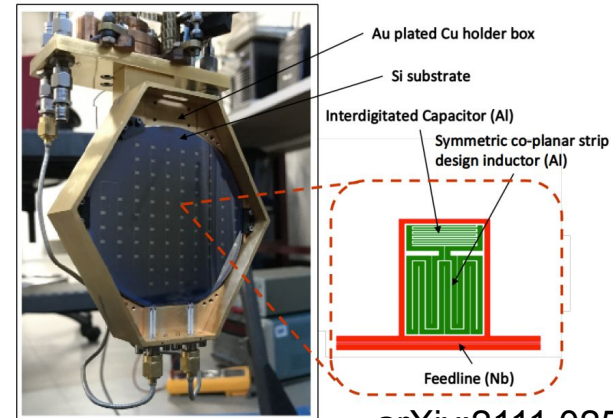 Au plated Cu holder box
Si substrate
Interdigitated Capacitor (Al)
Symmetric co-planar strip
design inductor (Al)
Feedline (Nb)